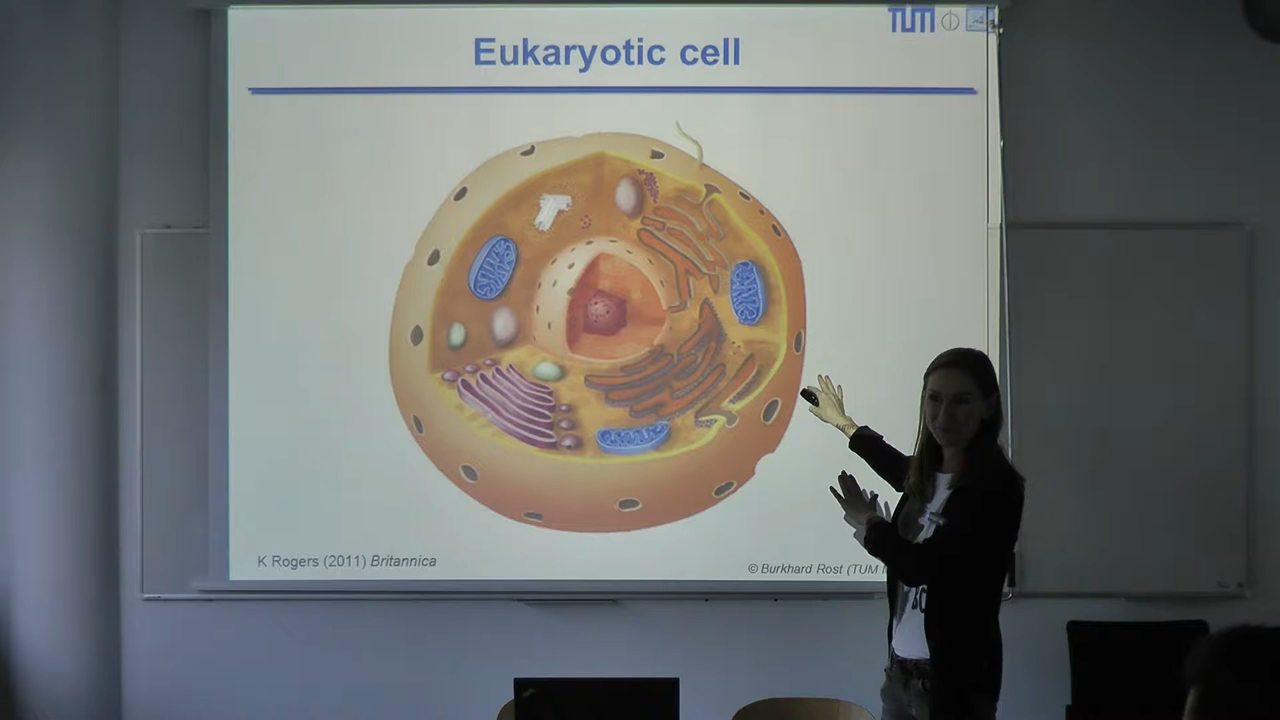 TUM
Eukaryotic cell
K Rogers (2011) Britannica
© Burkhard Rost (TUM